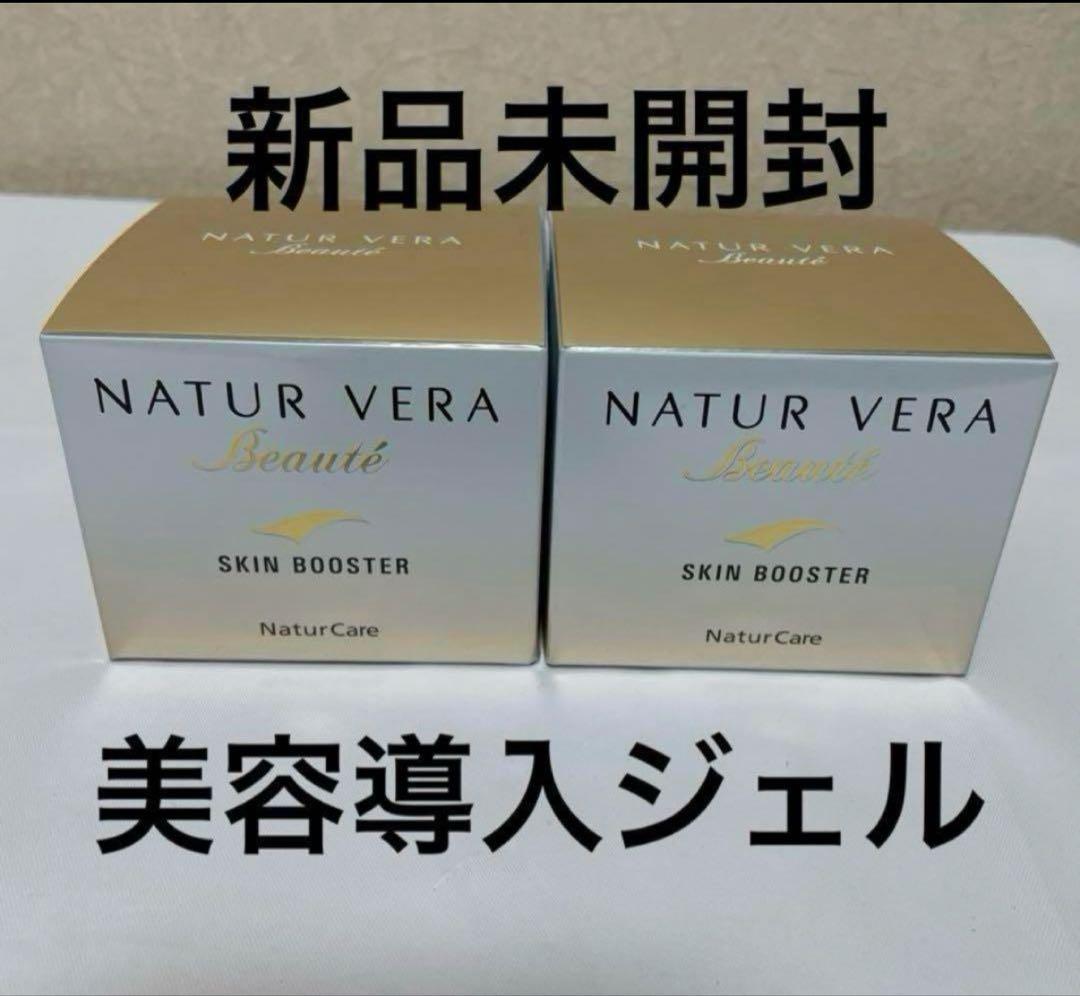 新品未開封
NATUR VERA
Beauté
NATUR VERA
Beauté
NATUR VERA
Beauté
SKIN BOOSTER
NaturCare
NATUR VERA
Beauté
SKIN BOOSTER
NaturCare
美容導入ジェル